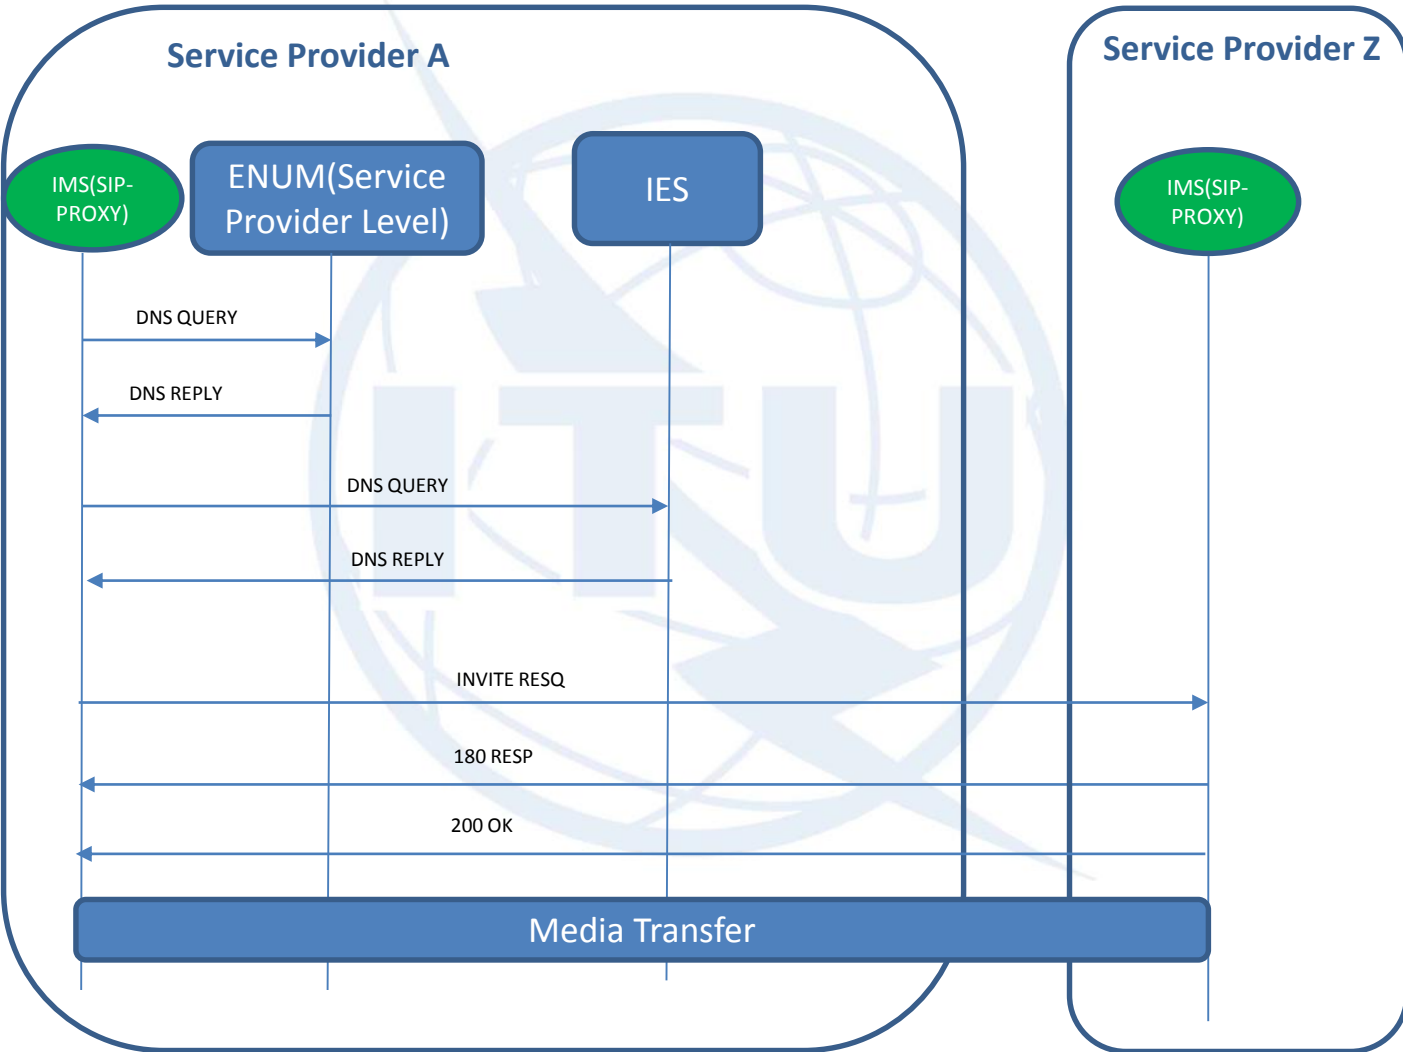 Service Provider A
Service Provider Z
IMS(SIP-
PROXY)
ENUM(Service
Provider Level)
IES
IMS(SIP-
PROXY)
DNS QUERY
DNS REPLY
DNS QUERY
DNS REPLY
INVITE RESQ
180 RESP
200 OK
Media Transfer
ITU